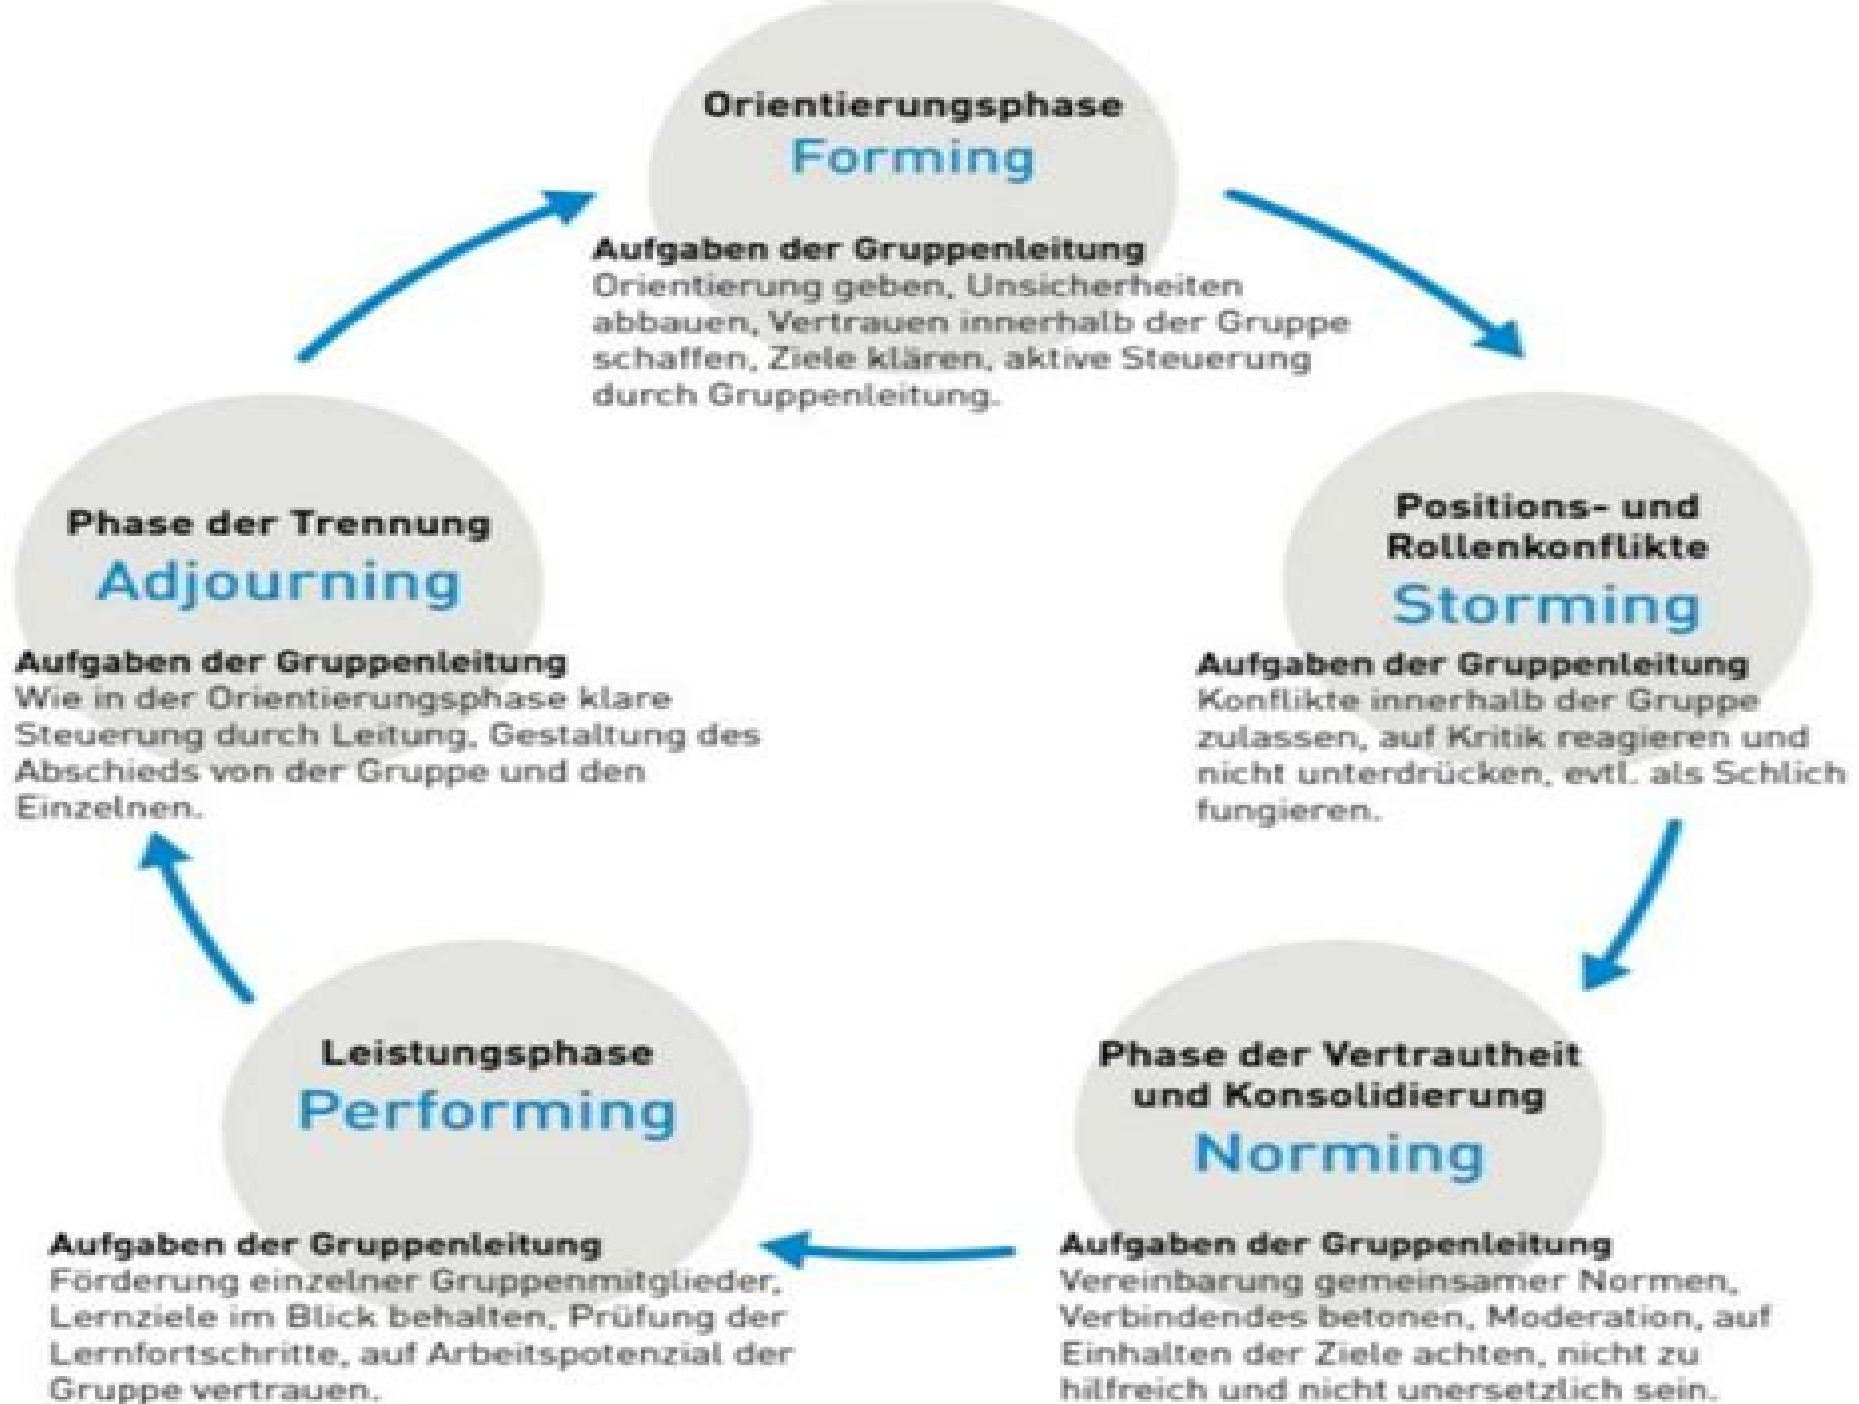 Orientierungsphase
Forming
Aufgaben der Gruppenleitung
Orientierung geben, Unsicherheiten
abbauen, Vertrauen innerhalb der Gruppe
schaffen, Ziele klären, aktive Steuerung
durch Gruppenleitung.
Positions- und
Rollenkonflikte
Storming
Aufgaben der Gruppenleitung
Konflikte innerhalb der Gruppe
zulassen, auf Kritik reagieren und
nicht unterdrücken, evtl. als Schlich
fungieren.
Phase der Vertrautheit
und Konsolidierung
Norming
Aufgaben der Gruppenleitung
Vereinbarung gemeinsamer Normen,
Verbindendes betonen, Moderation, auf
Einhalten der Ziele achten, nicht zu
hilfreich und nicht unersetzlich sein.
Leistungsphase
Performing
Aufgaben der Gruppenleitung
Förderung einzelner Gruppenmitglieder,
Lernziele im Blick behalten, Prüfung der
Lernfortschritte, auf Arbeitspotenzial der
Gruppe vertrauen.
Phase der Trennung
Adjourning
Aufgaben der Gruppenleitung
Wie in der Orientierungsphase klare
Steuerung durch Leitung, Gestaltung des
Abschieds von der Gruppe und den
Einzelnen.